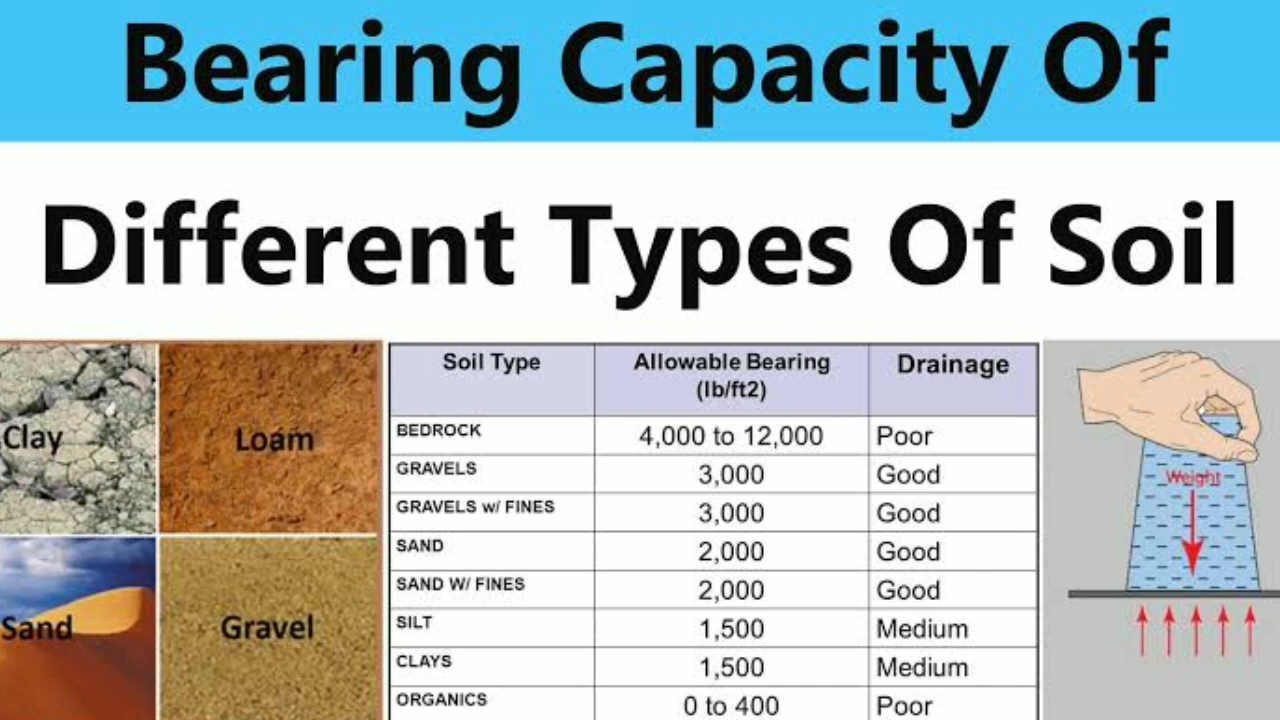 Bearing Capacity Of
Different Types Of Soil
Clay
Loam
Sand
Gravel
Soil Type Allowable Bearing (lb/ft2) Drainage
BEDROCK 4,000 to 12,000 Poor
GRAVELS 3,000 Good
GRAVELS w/ FINES 3,000 Good
SAND 2,000 Good
SAND W/ FINES 2,000 Good
SILT 1,500 Medium
CLAYS 1,500 Medium
ORGANICS 0 to 400 Poor
Weight